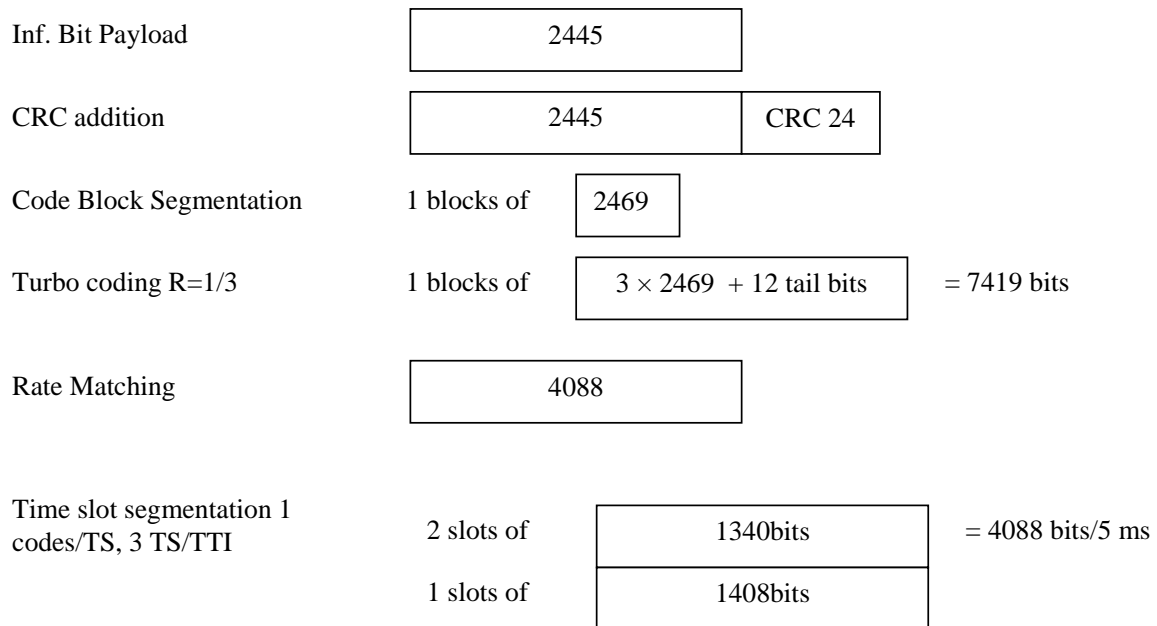 Inf. Bit Payload 2445
CRC addition 2445 CRC 24
Code Block Segmentation 1 blocks of 2469
Turbo coding R=1/3 1 blocks of 3 × 2469 + 12 tail bits = 7419 bits
Rate Matching 4088
Time slot segmentation 1
codes/TS, 3 TS/TTI 2 slots of 1340bits = 4088 bits/5 ms
1 slots of 1408bits